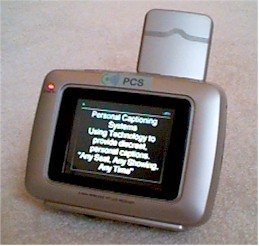 PCS
Personal Captioning
Systems
Using Technology to
provide discreet,
personal captions.
"Any Seat, Any Showing,
Any Time"